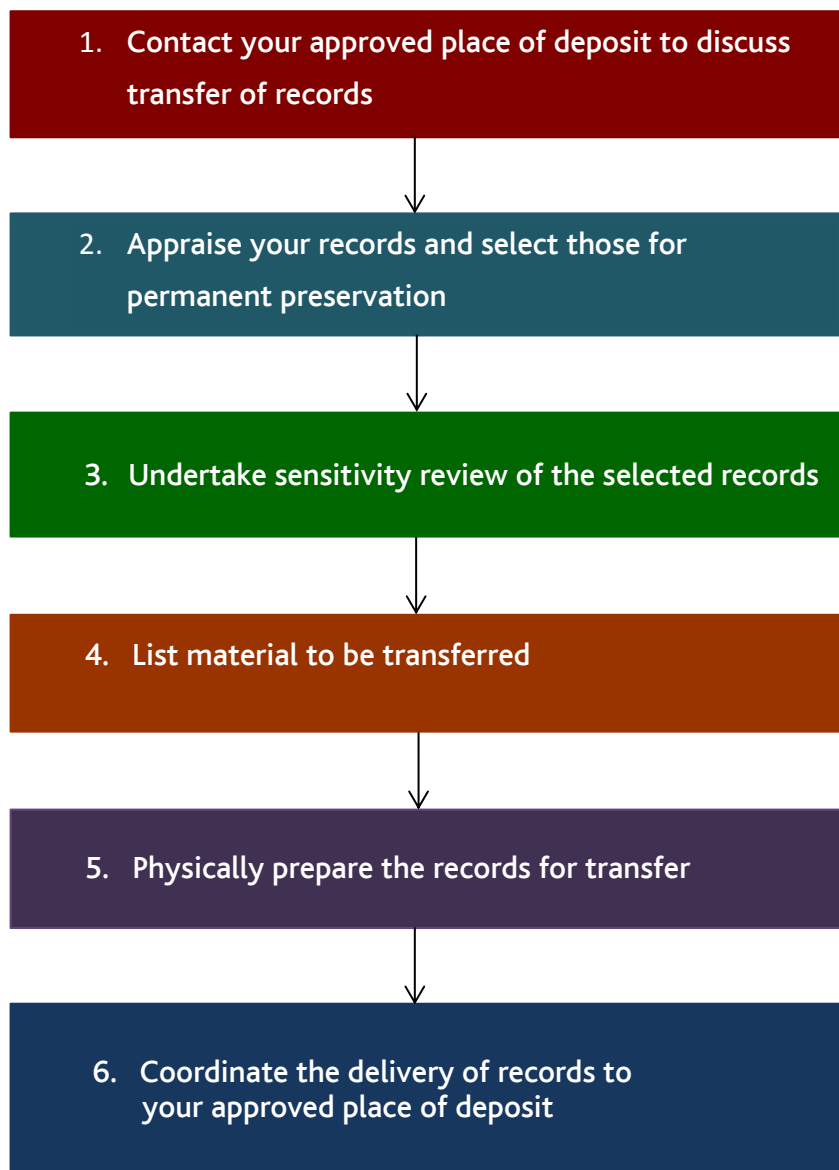 1. Contact your approved place of deposit to discuss
transfer of records
2. Appraise your records and select those for
permanent preservation
3. Undertake sensitivity review of the selected records
4. List material to be transferred
5. Physically prepare the records for transfer
6. Coordinate the delivery of records to
your approved place of deposit